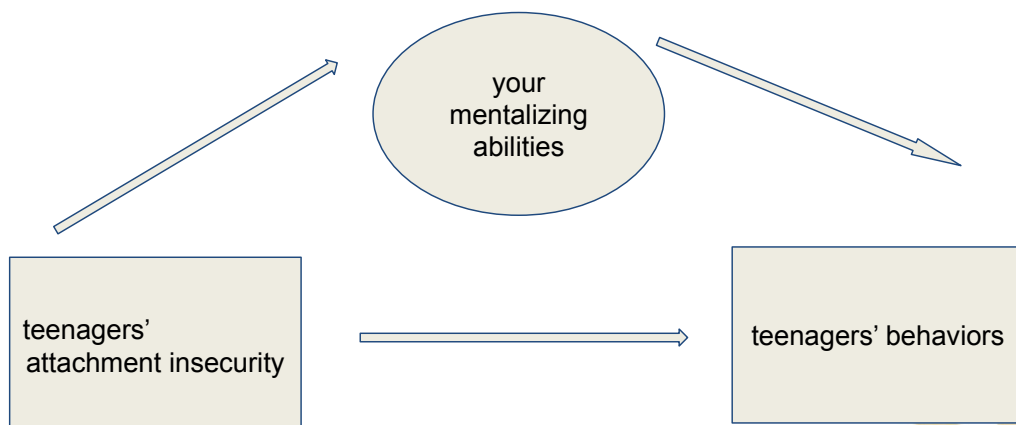 your
mentalizing
abilities
teenagers’
attachment insecurity
teenagers’ behaviors